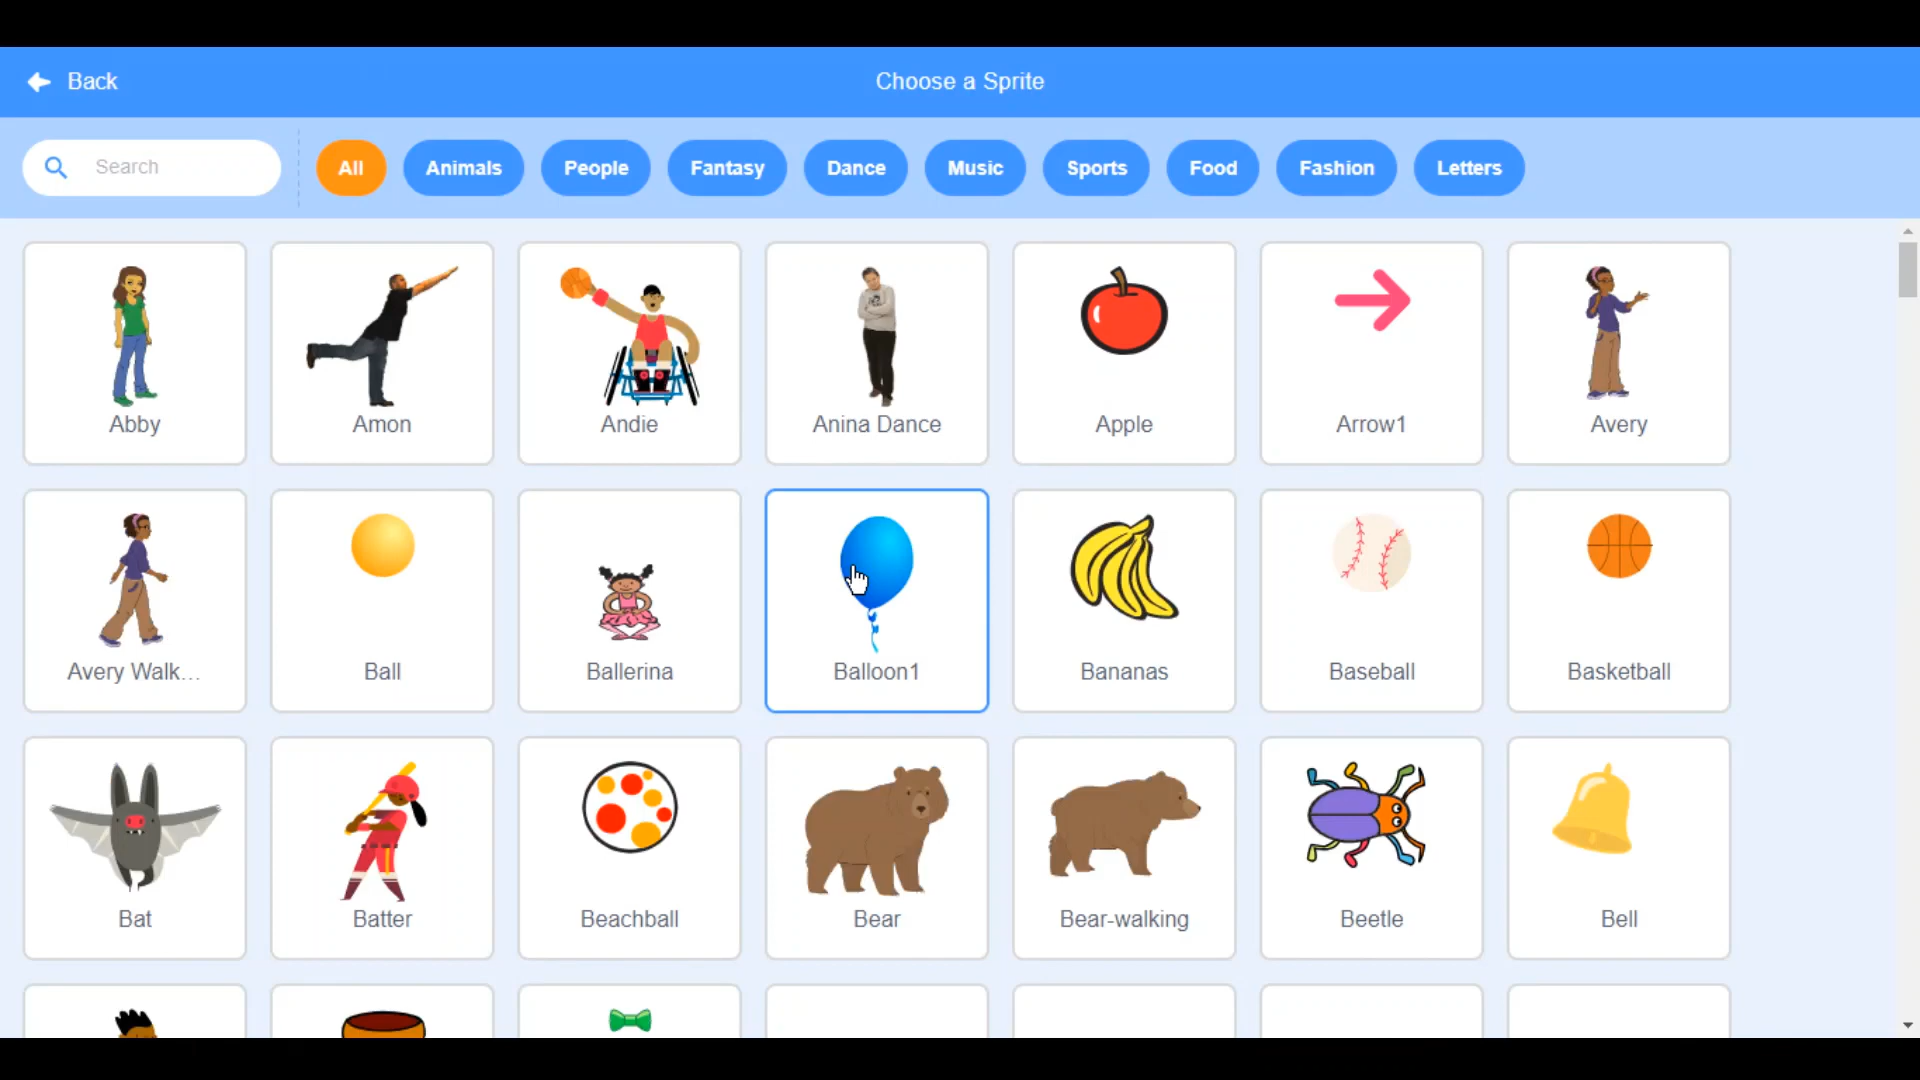 Back
Choose a Sprite
Search
All
Animals
People
Fantasy
Dance
Music
Sports
Food
Fashion
Letters
Abby
Amon
Andie
Anina Dance
Apple
Arrow1
Avery
Avery Walk...
Ball
Ballerina
Balloon1
Bananas
Baseball
Basketball
Bat
Batter
Beachball
Bear
Bear-walking
Beetle
Bell